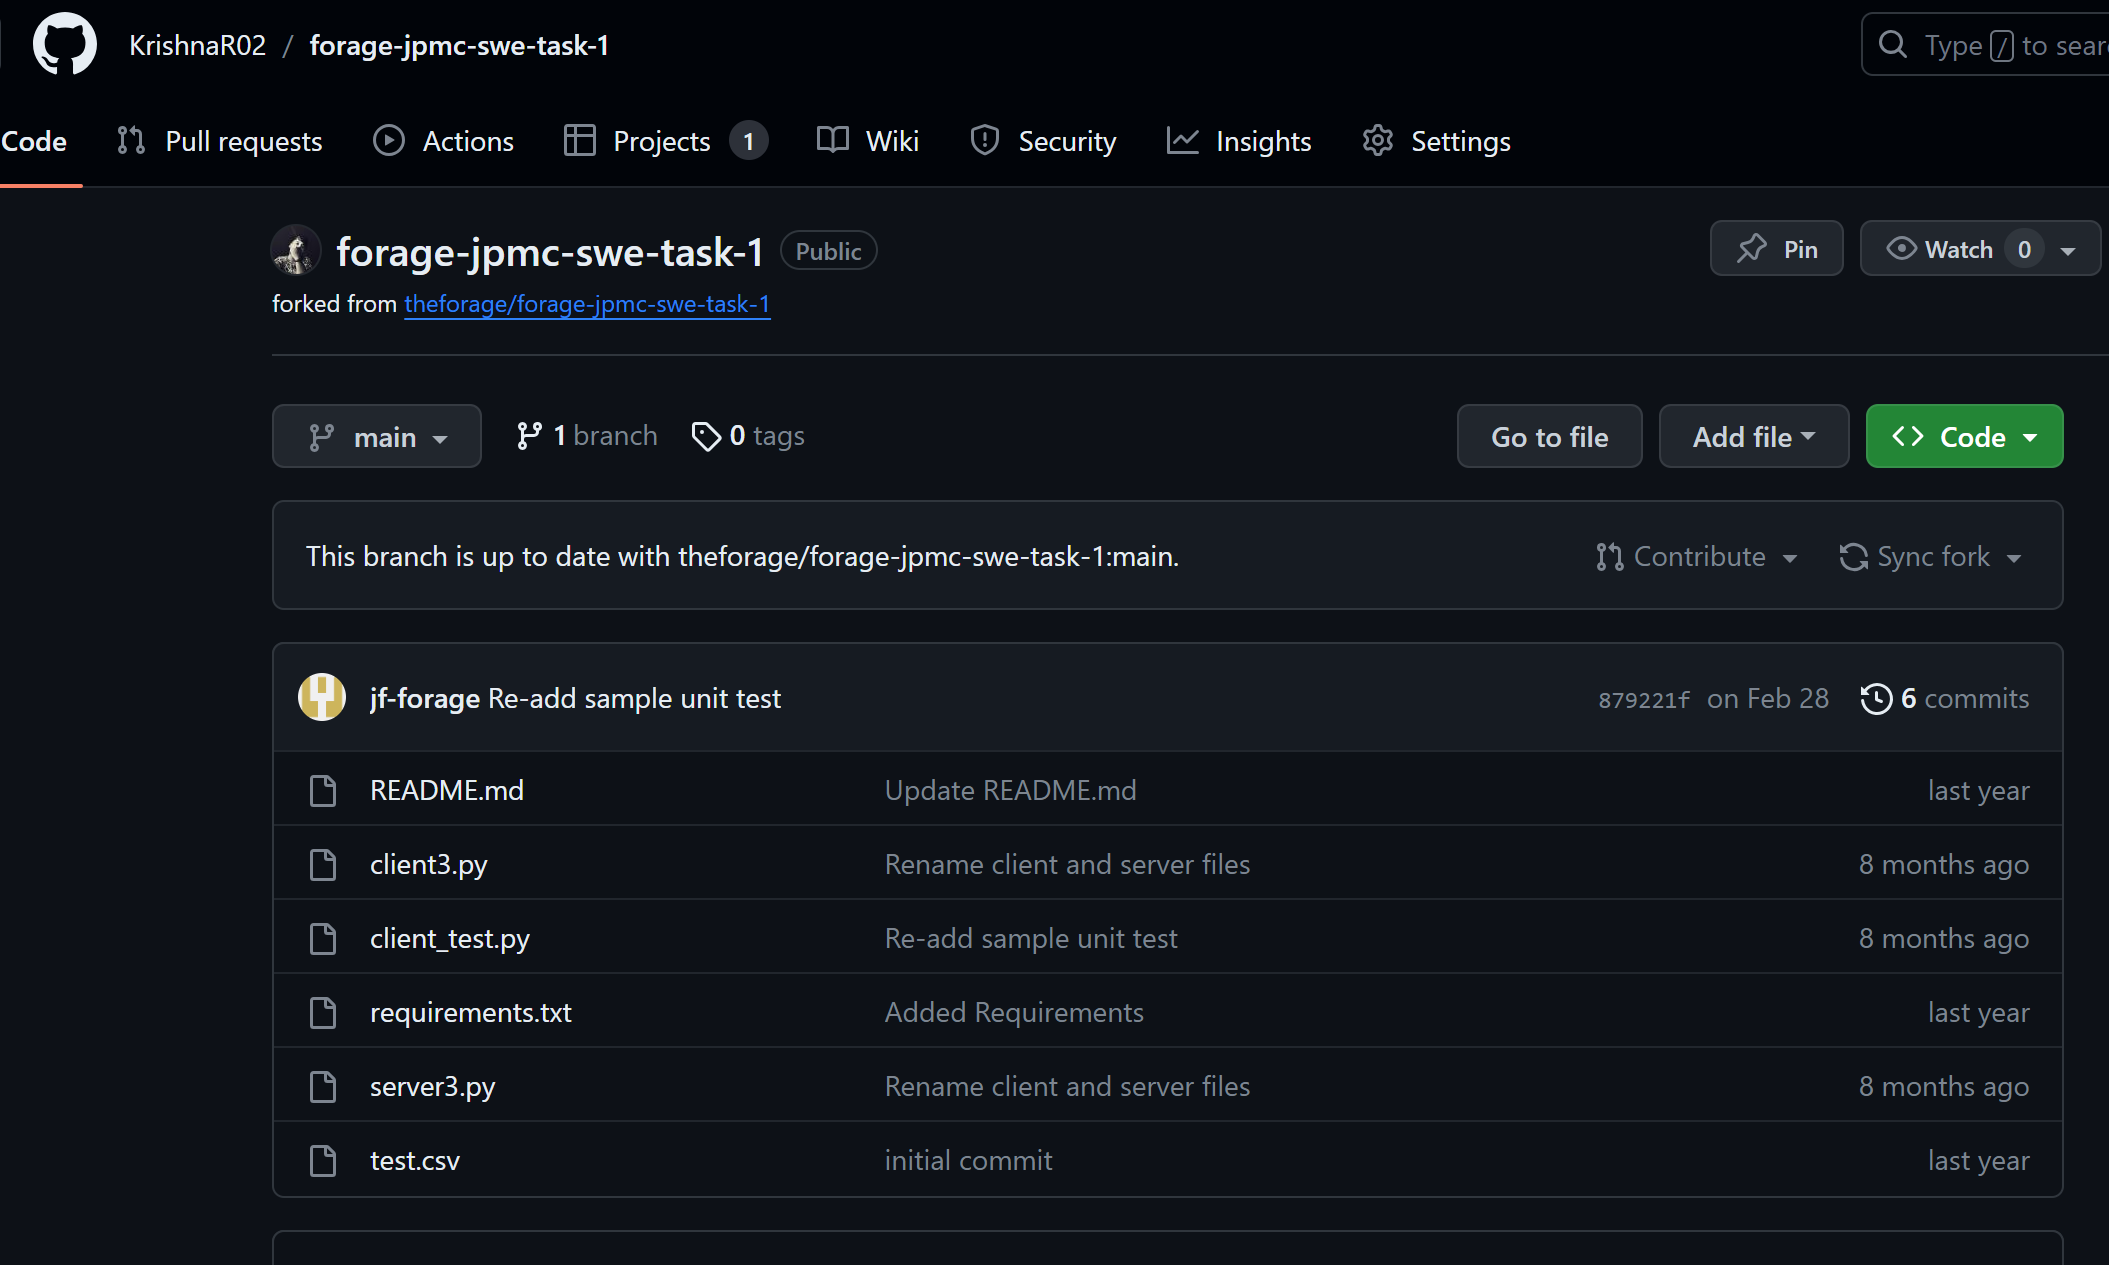 KrishnaR02 / forage-jpmc-swe-task-1
Type / to sear
Code Pull requests Actions Projects 1 Wiki Security Insights Settings
forage-jpmc-swe-task-1 Public
Pin Watch 0
forked from theforage/forage-jpmc-swe-task-1
main 1 branch 0 tags Go to file Add file Code
This branch is up to date with theforage/forage-jpmc-swe-task-1:main. Contribute Sync fork
jf-forage Re-add sample unit test 879221f on Feb 28 6 commits
README.md Update README.md last year
client3.py Rename client and server files 8 months ago
client_test.py Re-add sample unit test 8 months ago
requirements.txt Added Requirements last year
server3.py Rename client and server files 8 months ago
test.csv initial commit last year